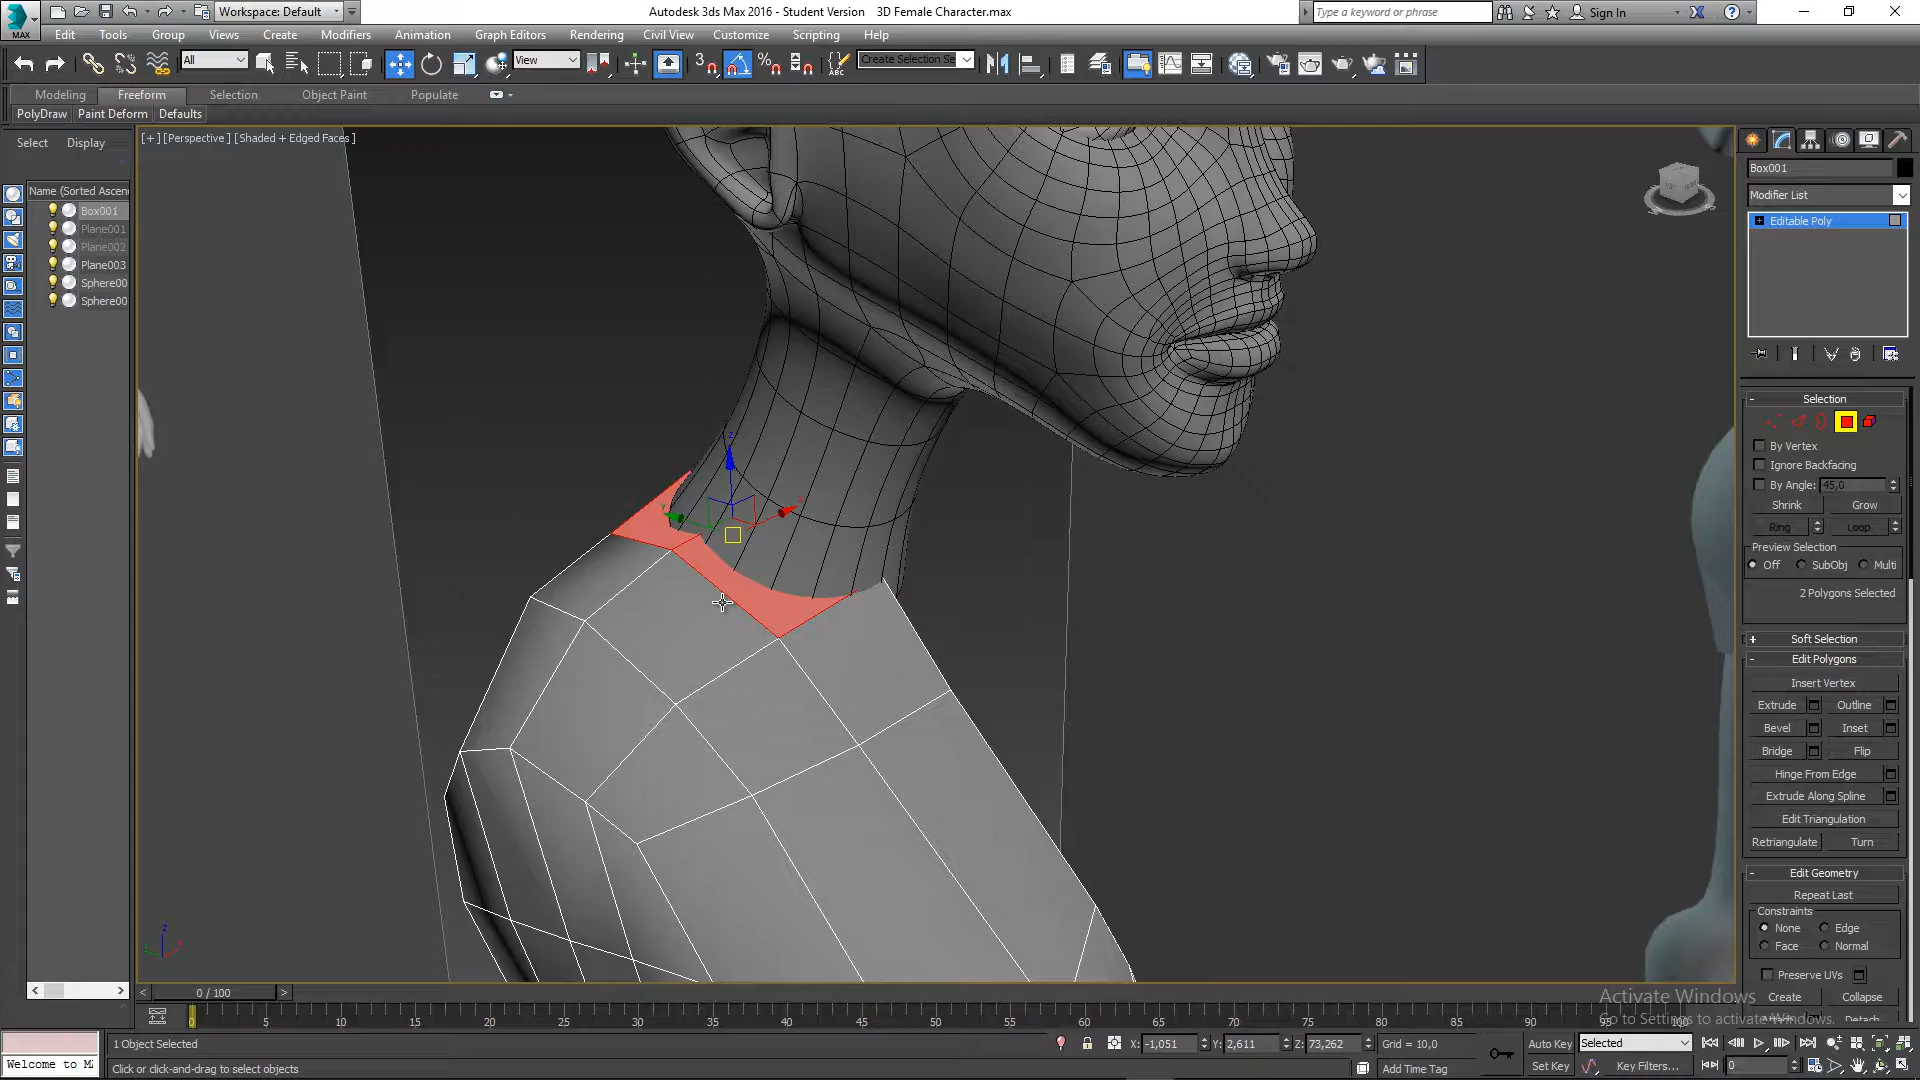 Workspace: Default
Autodesk 3ds Max 2016 - Student Version    3D Female Character.max
Type a keyword or phrase
Sign In
MAX
Edit Tools Group Views Create Modifiers Animation Graph Editors Rendering Civil View Customize Scripting Help
All
View
3
ABC
Create Selection Se
Modeling Freeform Selection Object Paint Populate
PolyDraw Paint Deform Defaults
Select Display
[+] [Perspective] [Shaded + Edged Faces]
Name (Sorted Ascen
Box001
Plane001
Plane002
Plane003
Sphere00
Sphere00
Box001
Modifier List
Editable Poly
Selection
By Vertex
Ignore Backfacing
By Angle: 45,0
Shrink Grow
Ring Loop
Preview Selection
Off SubObj Multi
2 Polygons Selected
Soft Selection
Edit Polygons
Insert Vertex
Extrude Outline
Bevel Inset
Bridge Flip
Hinge From Edge
Extrude Along Spline
Edit Triangulation
Retriangulate Turn
Edit Geometry
Repeat Last
Constraints
None Edge
Face Normal
Preserve UVs
Create Collapse
Activate Windows
Go to Settings to activate Windows.
0 / 100
0 5 10 15 20 25 30 35 40 45 50 55 60 65 70 75 80 85 90 95 100
1 Object Selected
X: -1,051 Y: 2,611 Z: 73,262 Grid = 10,0
Auto Key Selected
Welcome to M
Click or click-and-drag to select objects
Add Time Tag
Set Key Key Filters...
0